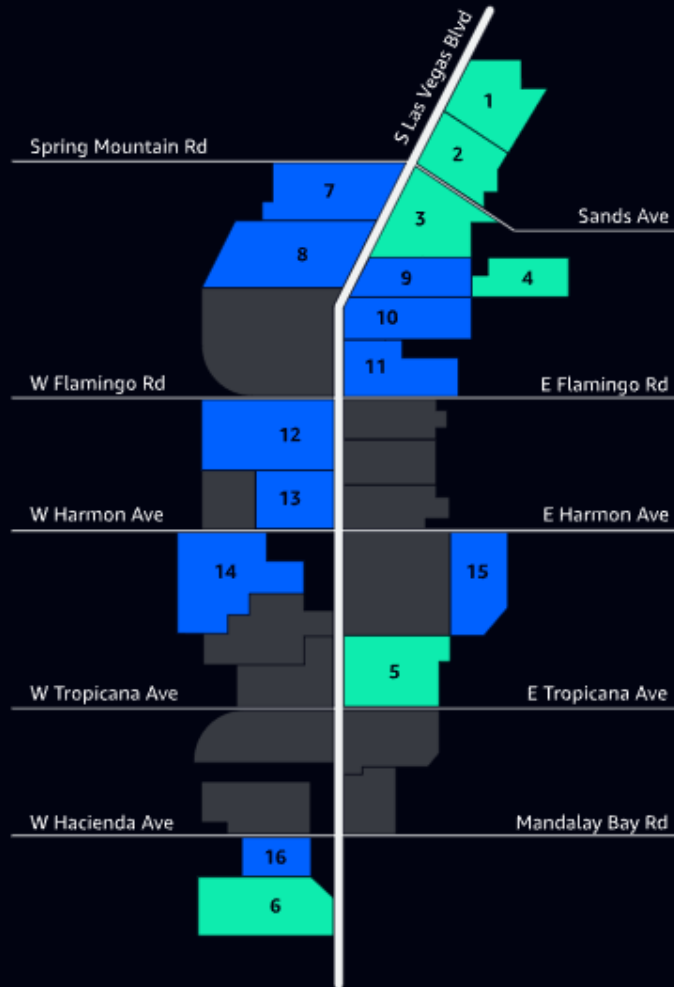 S Las Vegas Blvd
1
2
Spring Mountain Rd
7
3
Sands Ave
8
9
4
10
11
W Flamingo Rd
E Flamingo Rd
12
13
W Harmon Ave
E Harmon Ave
14
15
5
W Tropicana Ave
E Tropicana Ave
W Hacienda Ave
Mandalay Bay Rd
16
6